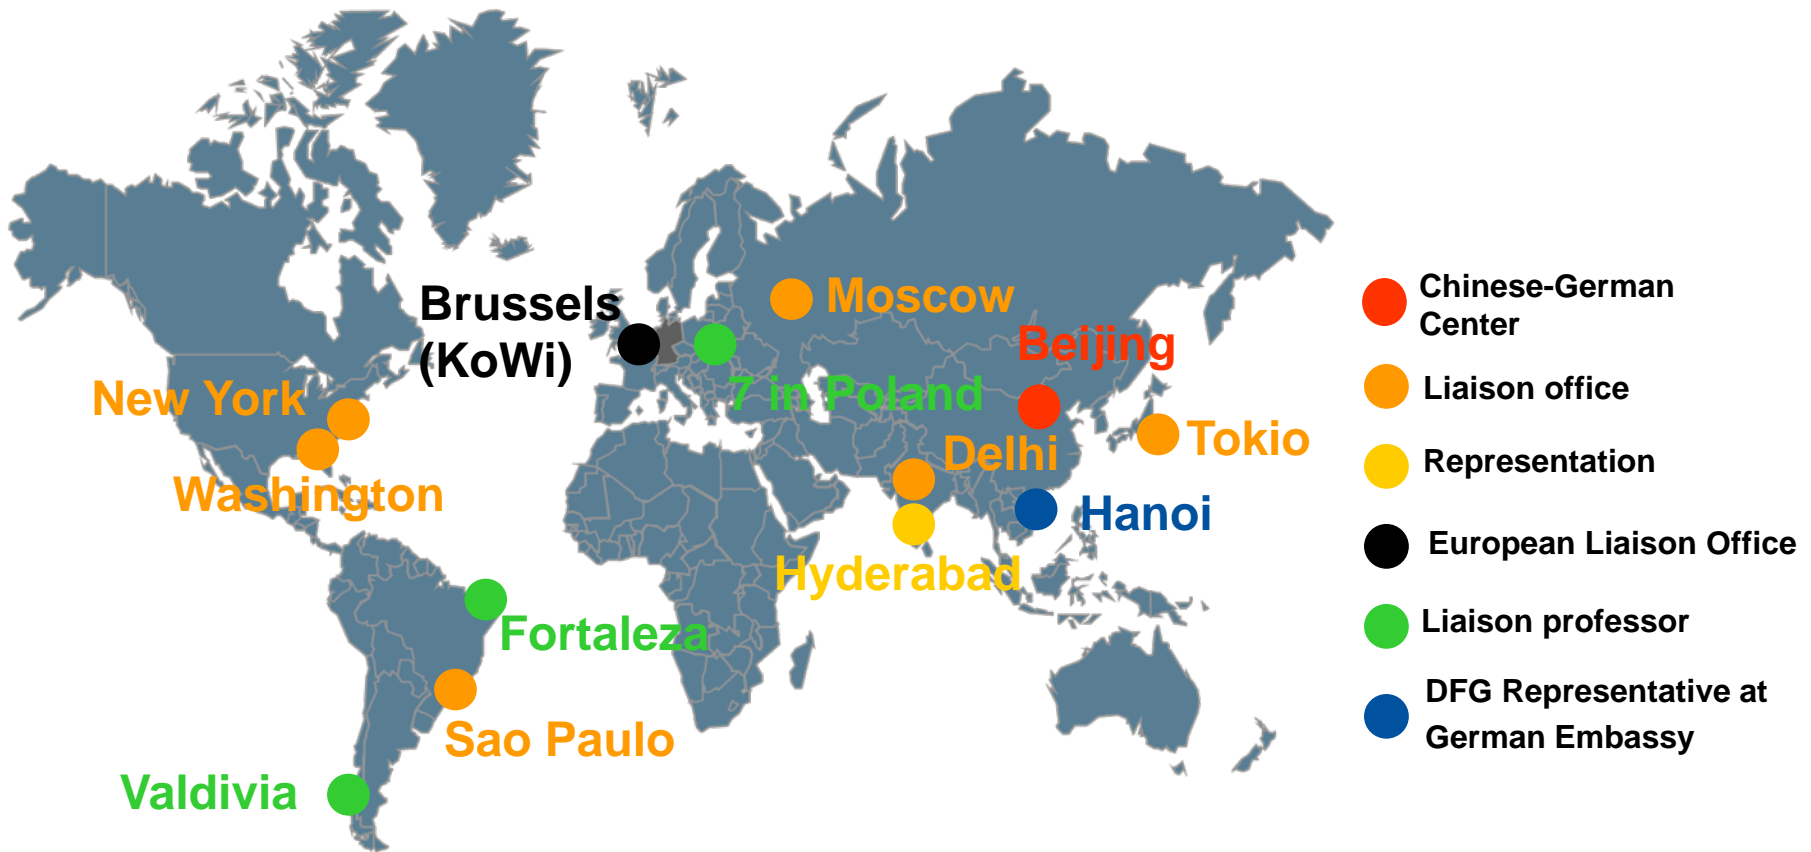 Brussels
(KoWi)
Moscow
Beijing
7 in Poland
New York
Washington
Delhi
Tokio
Hanoi
Hyderabad
Fortaleza
Sao Paulo
Valdivia
Chinese-German
Center
Liaison office
Representation
European Liaison Office
Liaison professor
DFG Representative at
German Embassy